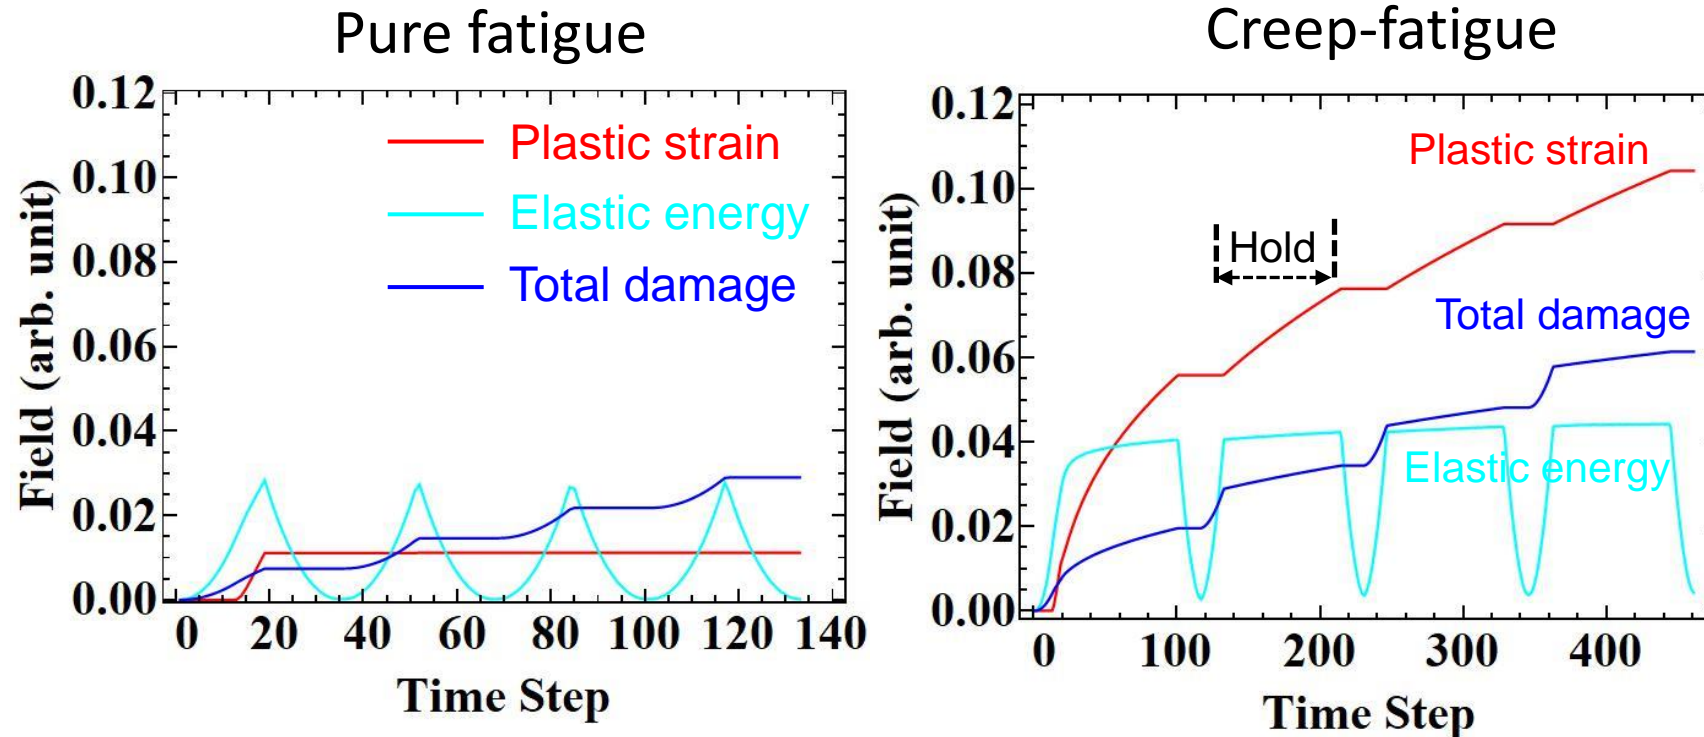 Pure fatigue
0.12
0.10
0.08
0.06
0.04
0.02
0.00
Field (arb. unit)
Plastic strain
Elastic energy
Total damage
0 20 40 60 80 100 120 140
Time Step
Creep-fatigue
0.12
0.10
0.08
0.06
0.04
0.02
0.00
Field (arb. unit)
Plastic strain
Hold
Total damage
Elastic energy
0 100 200 300 400
Time Step